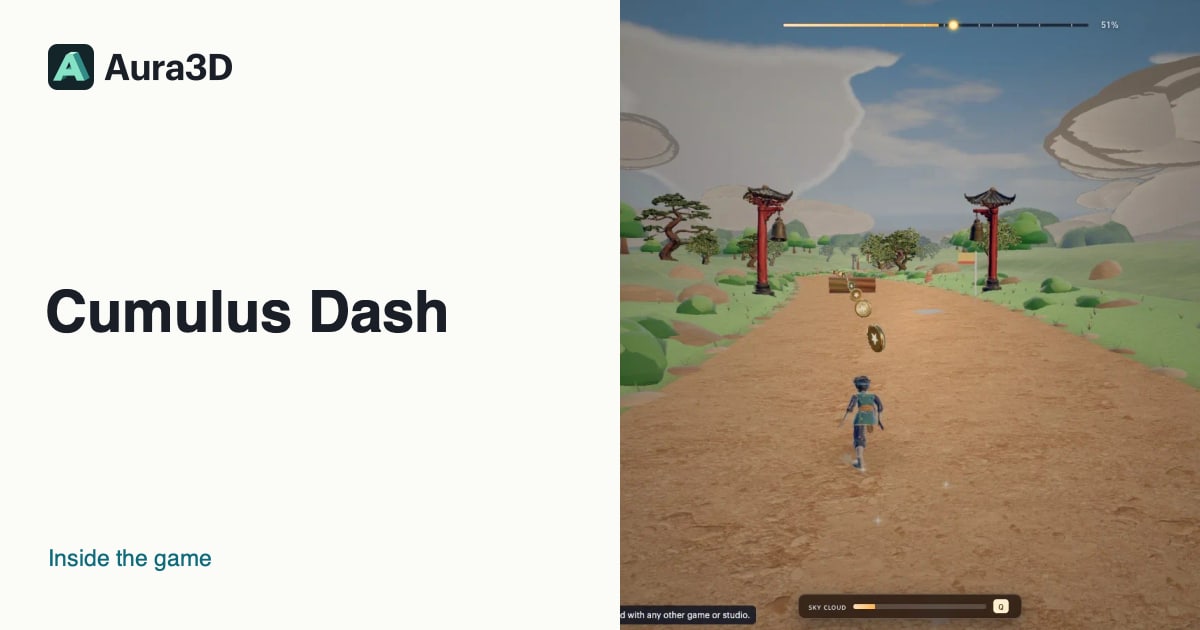 Aura3D
Cumulus Dash
Inside the game
51%
SKY CLOUD
Q
d with any other game or studio.